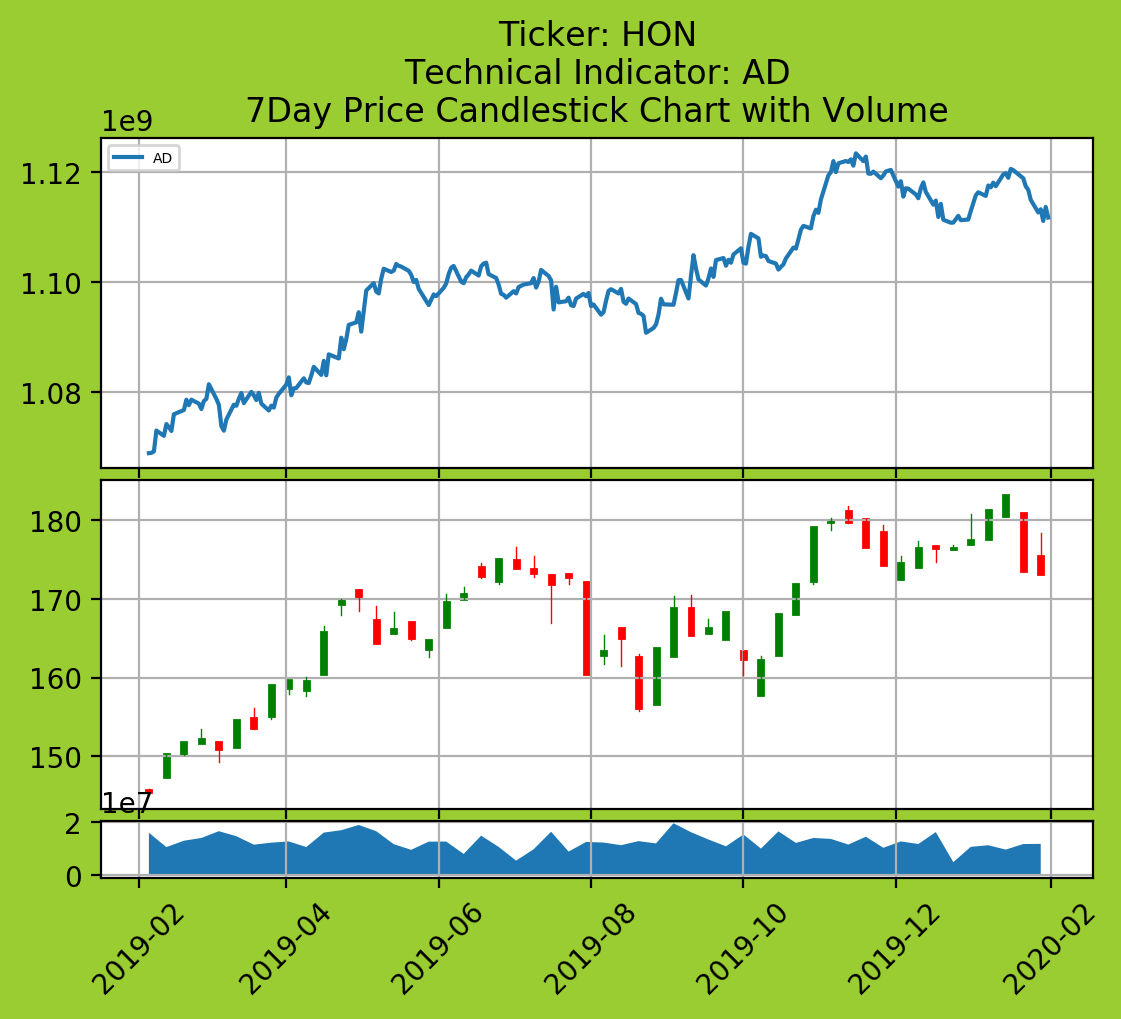 Ticker: HON
Technical Indicator: AD
7Day Price Candlestick Chart with Volume
1e9
AD
1.12
1.10
1.08
180
170
160
150
1e7
2
0
2019-02
2019-04
2019-06
2019-08
2019-10
2019-12
2020-02